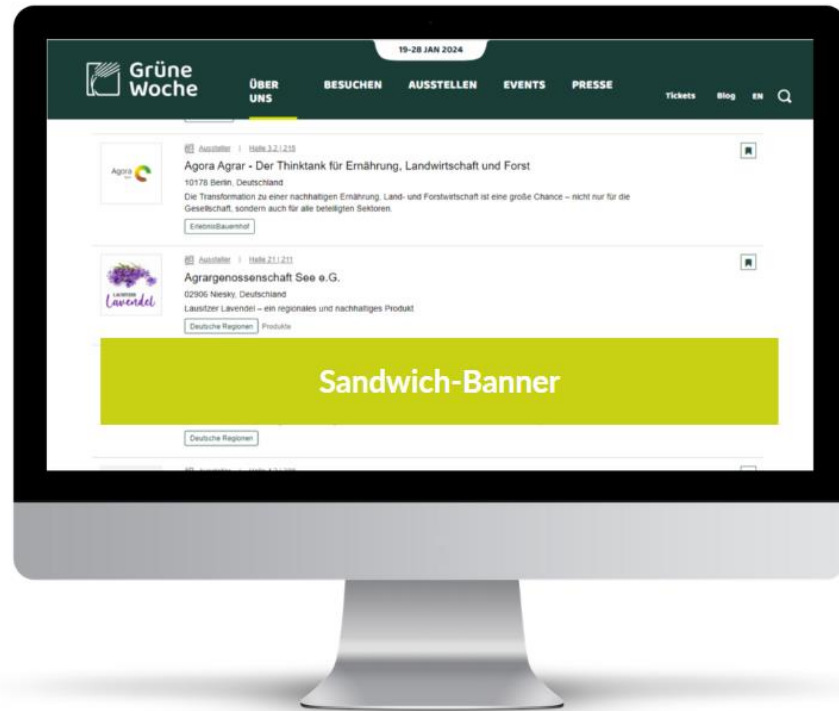 19-28 JAN 2024
Grüne
Woche
ÜBER
UNS
BESUCHEN
AUSSTELLEN
EVENTS
PRESSE
Tickets
Blog
EN
Aussteller | Halle 3.2 | 218
Agora
Agora Agrar - Der Thinktank für Ernährung, Landwirtschaft und Forst
10178 Berlin, Deutschland
Die Transformation zu einer nachhaltigen Ernährung, Land- und Forstwirtschaft ist eine große Chance – nicht nur für die
Gesellschaft, sondern auch für alle beteiligten Sektoren.
ErlebnisBauernhof
Aussteller | Halle 21 | 211
LAUSITZER
Lavendel
Agrargenossenschaft See e.G.
02906 Niesky, Deutschland
Lausitzer Lavendel – ein regionales und nachhaltiges Produkt
Deutsche Regionen Produkte
Sandwich-Banner
Deutsche Regionen